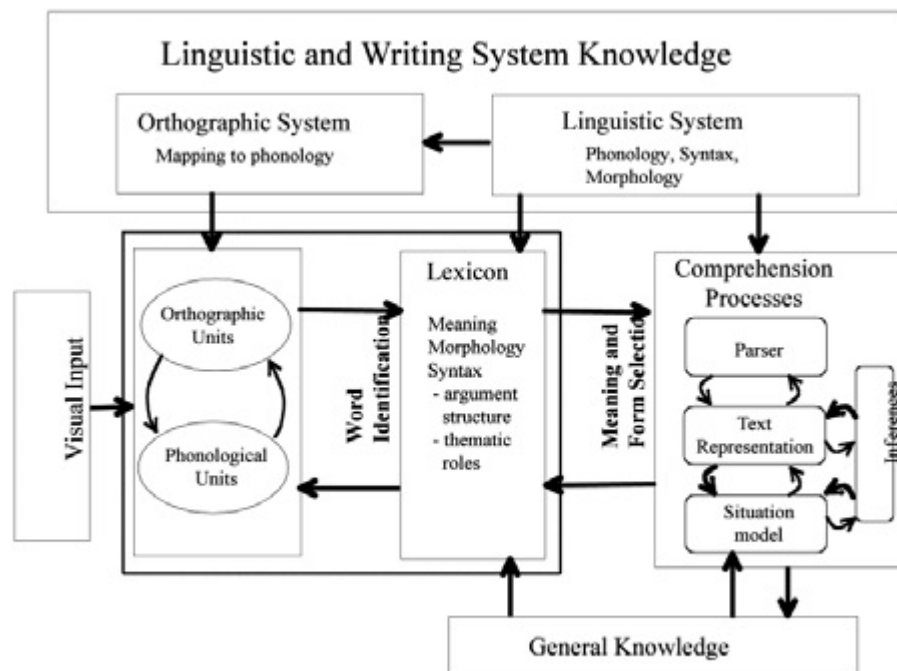 Linguistic and Writing System Knowledge
Orthographic System
Mapping to phonology
Linguistic System
Phonology, Syntax,
Morphology
Visual Input
Orthographic
Units
Phonological
Units
Word
Identification
Lexicon
Meaning
Morphology
Syntax
- argument
structure
- thematic
roles
Meaning and
Form Selection
Comprehension
Processes
Parser
Text
Representation
Situation
model
Inferences
General Knowledge